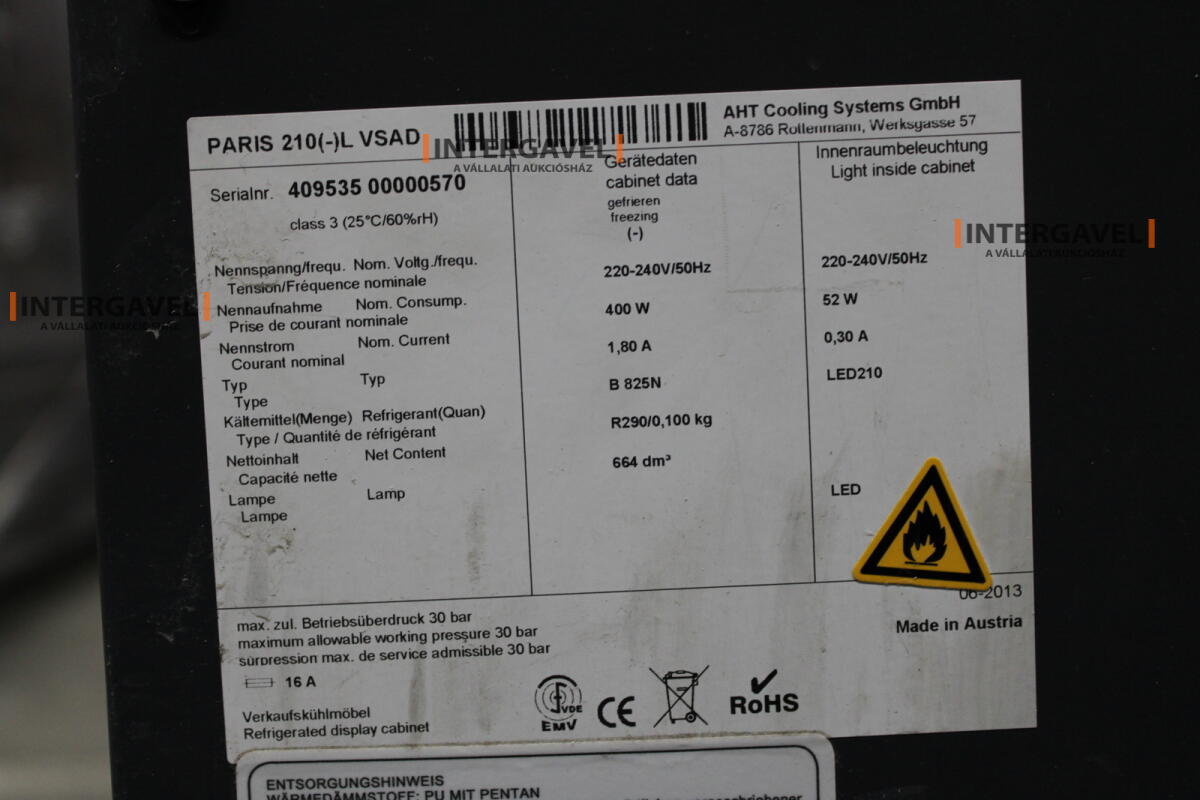 PARIS 210(-)L VSAD
AHT Cooling Systems GmbH
A-8786 Rottenmann, Werksgasse 57
Serialnr. 409535 00000570
class 3 (25°C/60%rH)
Gerätedaten
cabinet data
gefrieren
freezing
(-)
Innenraumbeleuchtung
Light inside cabinet
Nennspanng/frequ. Nom. Voltg./frequ.
Tension/Fréquence nominale
220-240V/50Hz
220-240V/50Hz
Nennaufnahme Nom. Consump.
Prise de courant nominale
400 W
52 W
Nennstrom Nom. Current
Courant nominal
1,80 A
0,30 A
Typ Typ
Type
B 825N
LED210
Kältemittel(Menge) Refrigerant(Quan)
Type / Quantité de réfrigérant
R290/0,100 kg
Nettoinhalt Net Content
Capacité nette
664 dm³
Lampe Lamp
Lampe
LED
06-2013
Made in Austria
max. zul. Betriebsüberdruck 30 bar
maximum allowable working pressure 30 bar
surpression max. de service admissible 30 bar
16 A
Verkaufskühlmöbel
Refrigerated display cabinet
VDE
EMV
CE
RoHS
ENTSORGUNGSHINWEIS
WÄRMEDÄMMSTOFF: PU MIT PENTAN
INTERGAVEL
A VÁLLALATI AUKCIÓSHÁZ
INTERGAVEL
A VÁLLALATI AUKCIÓSHÁZ
INTERGAVEL
A VÁLLALATI AUKCIÓSHÁZ